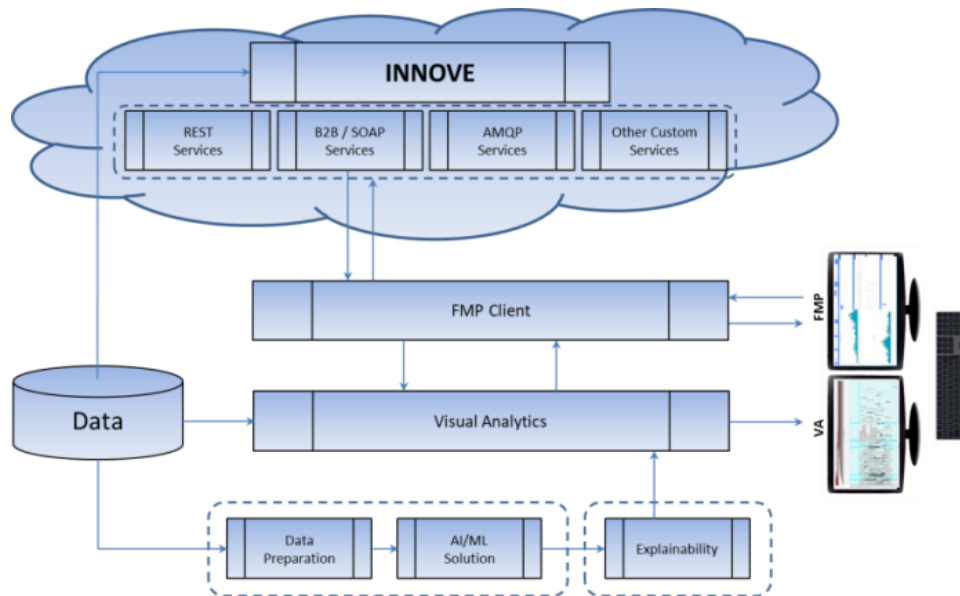 INNOVE
REST
Services
B2B / SOAP
Services
AMQP
Services
Other Custom
Services
FMP Client
FMP
Data
Visual Analytics
VA
Data
Preparation
AI/ML
Solution
Explainability